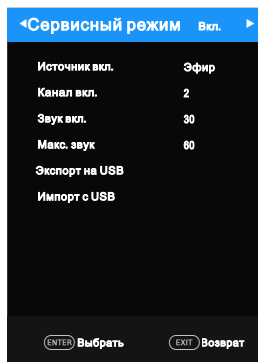 Сервисный режим Вкл.
Источник вкл. Эфир
Канал вкл. 2
Звук вкл. 30
Макс. звук 60
Экспорт на USB
Импорт с USB
ENTER Выбрать EXIT Возврат